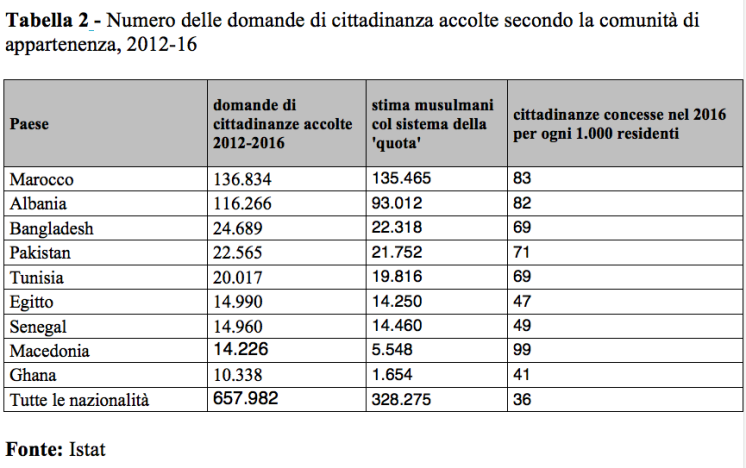 Tabella 2 - Numero delle domande di cittadinanza accolte secondo la comunità di
appartenenza, 2012-16
Paese domande di cittadinanze accolte 2012-2016 stima musulmani col sistema della 'quota' cittadinanze concesse nel 2016 per ogni 1.000 residenti
Marocco 136.834 135.465 83
Albania 116.266 93.012 82
Bangladesh 24.689 22.318 69
Pakistan 22.565 21.752 71
Tunisia 20.017 19.816 69
Egitto 14.990 14.250 47
Senegal 14.960 14.460 49
Macedonia 14.226 5.548 99
Ghana 10.338 1.654 41
Tutte le nazionalità 657.982 328.275 36
Fonte: Istat